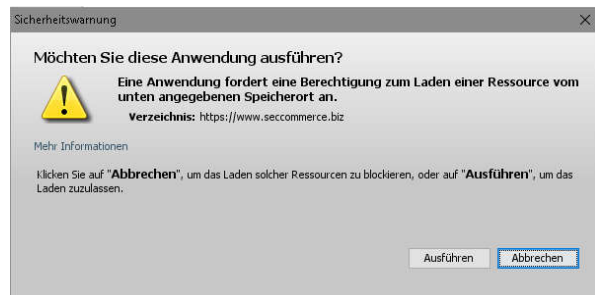 Sicherheitswarnung
Möchten Sie diese Anwendung ausführen?
Eine Anwendung fordert eine Berechtigung zum Laden einer Ressource vom
unten angegebenen Speicherort an.
Verzeichnis: https://www.seccommerce.biz
Mehr Informationen
Klicken Sie auf "Abbrechen", um das Laden solcher Ressourcen zu blockieren, oder auf "Ausführen", um das
Laden zuzulassen.
Ausführen Abbrechen